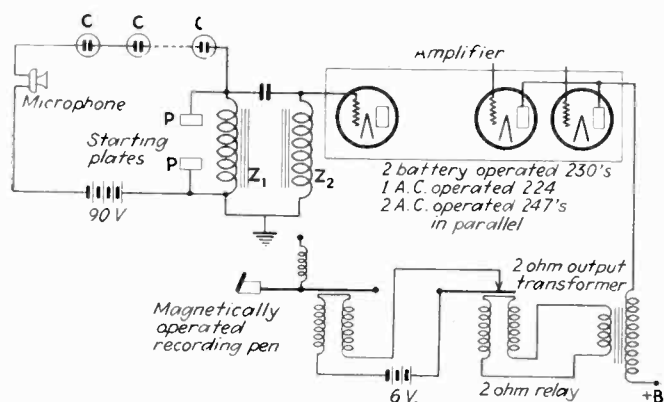 C C C
Amplifier
Microphone
P
Starting
plates
P
Z1
Z2
90 V.
2 battery operated 230's
1 A.C. operated 224
2 A.C. operated 247's
in parallel
2 ohm output
transformer
Magnetically
operated
recording pen
6 V.
2 ohm relay
+B